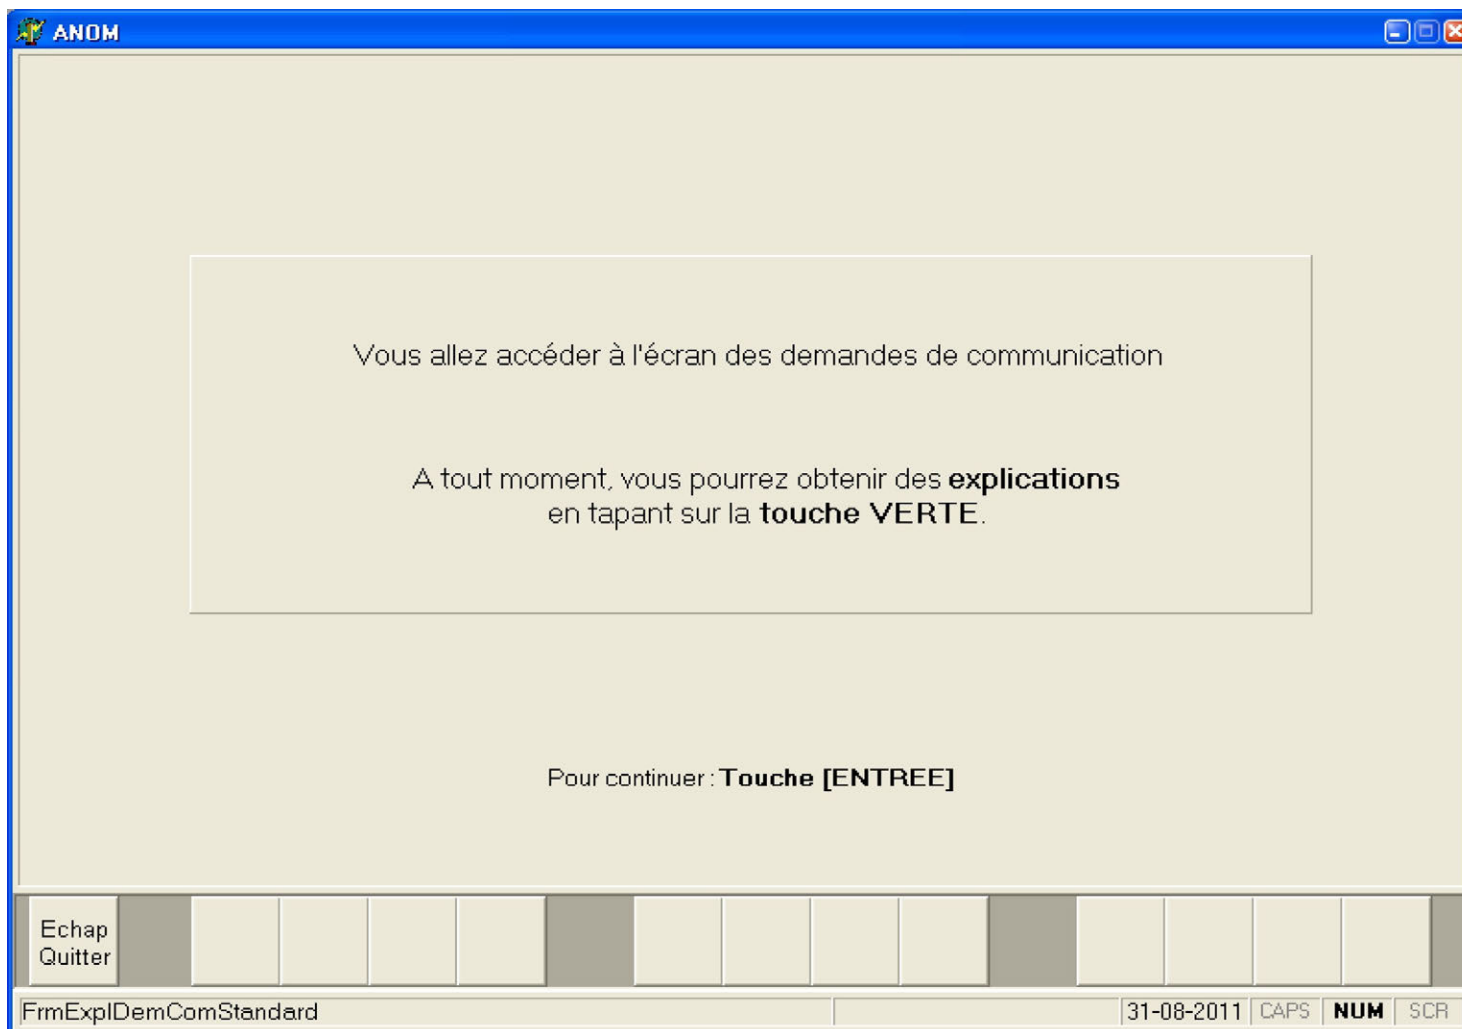 ANOM
Vous allez accéder à l'écran des demandes de communication
A tout moment, vous pourrez obtenir des explications
en tapant sur la touche VERTE.
Pour continuer : Touche [ENTREE]
Echap
Quitter
FrmExplDemComStandard
31-08-2011 CAPS NUM SCR